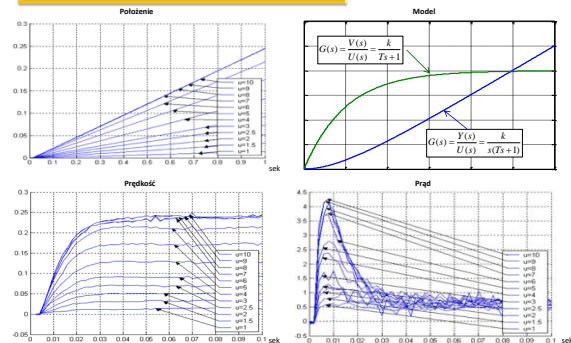 Położenie
0.3
0.25
0.2
0.15
0.1
0.05
0
0 0.1 0.2 0.3 0.4 0.5 0.6 0.7 0.8 0.9 1
sek
u=10
u=9
u=8
u=7
u=6
u=5
u=4
u=3
u=2.5
u=2
u=1.5
u=1
Model
G(s) = V(s)/U(s) = k/(Ts+1)
G(s) = Y(s)/U(s) = k/(s(Ts+1))
Prędkość
0.3
0.25
0.2
0.15
0.1
0.05
0
-0.05
0 0.01 0.02 0.03 0.04 0.05 0.06 0.07 0.08 0.09 0.1
sek
u=10
u=9
u=8
u=7
u=6
u=5
u=4
u=3
u=2.5
u=2
u=1.5
u=1
Prąd
4.5
4
3.5
3
2.5
2
1.5
1
0.5
0
-0.5
0 0.01 0.02 0.03 0.04 0.05 0.06 0.07 0.08 0.09 0.1
sek
u=10
u=9
u=8
u=7
u=6
u=5
u=4
u=3
u=2.5
u=2
u=1.5
u=1